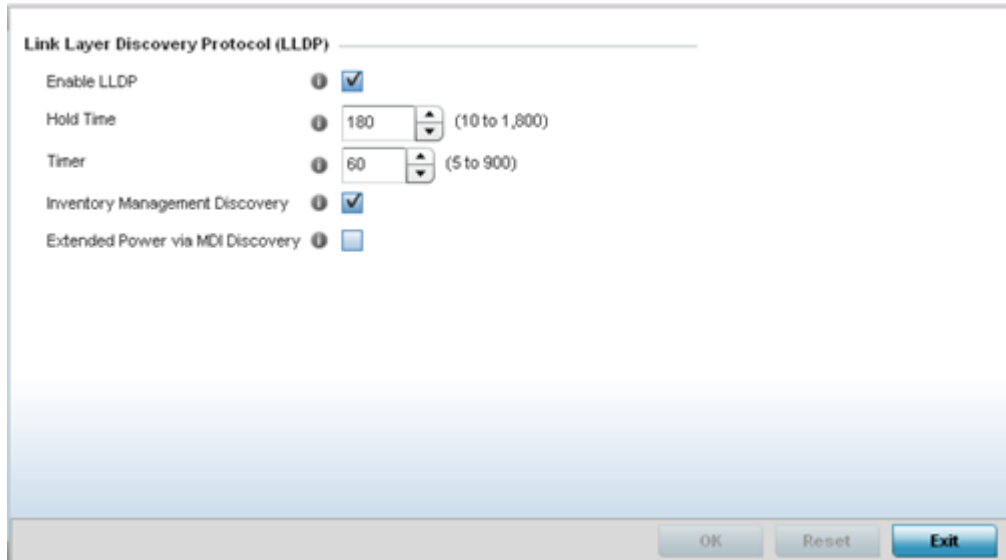 Link Layer Discovery Protocol (LLDP)
Enable LLDP
Hold Time 180 (10 to 1,800)
Timer 60 (5 to 900)
Inventory Management Discovery
Extended Power via MDI Discovery
OK Reset Exit